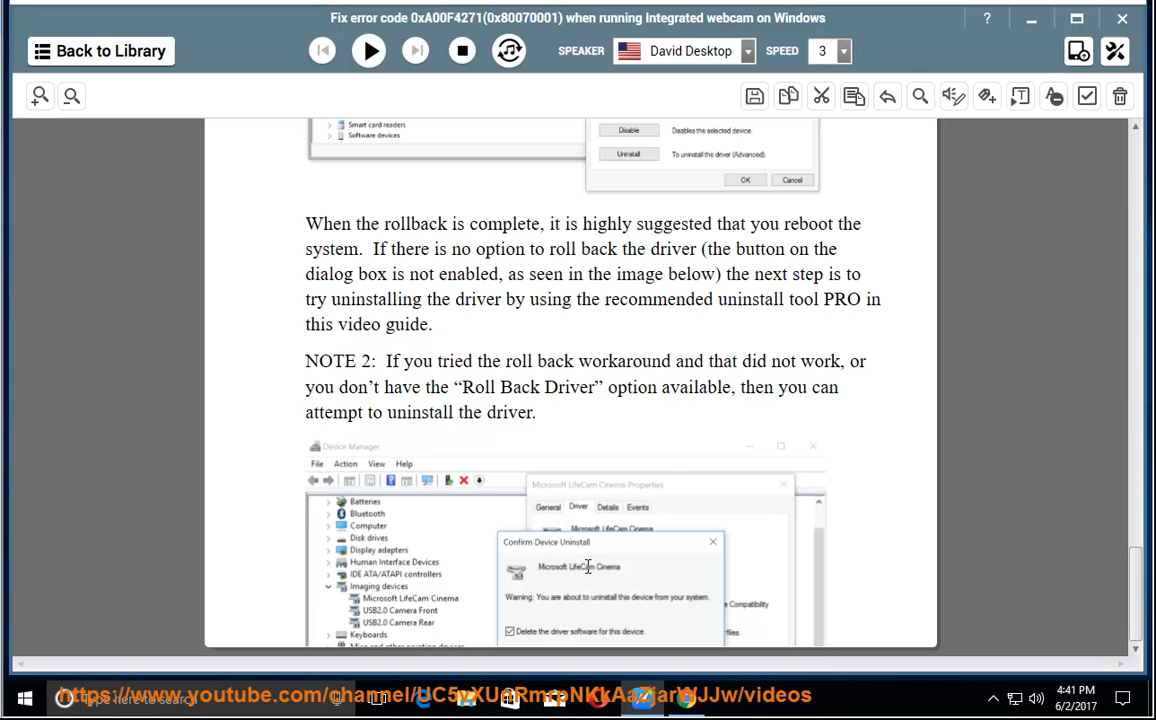 Fix error code 0xA00F4271(0x80070001) when running Integrated webcam on Windows
Back to Library
SPEAKER
David Desktop
SPEED
3
Smart card readers
Software devices
Disable
Disables the selected device.
Uninstall
To uninstall the driver (Advanced).
OK
Cancel
When the rollback is complete, it is highly suggested that you reboot the
system.  If there is no option to roll back the driver (the button on the
dialog box is not enabled, as seen in the image below) the next step is to
try uninstalling the driver by using the recommended uninstall tool PRO in
this video guide.
NOTE 2:  If you tried the roll back workaround and that did not work, or
you don’t have the “Roll Back Driver” option available, then you can
attempt to uninstall the driver.
Device Manager
File Action View Help
Batteries
Bluetooth
Computer
Disk drives
Display adapters
Human Interface Devices
IDE ATA/ATAPI controllers
Imaging devices
Microsoft LifeCam Cinema
USB2.0 Camera Front
USB2.0 Camera Rear
Keyboards
Microsoft LifeCam Cinema Properties
General Driver Details Events
Microsoft LifeCam Cinema
Confirm Device Uninstall
Microsoft LifeCam Cinema
Warning: You are about to uninstall this device from your system.
Delete the driver software for this device.
e Compatibility
files.
Type here to search
4:41 PM
6/2/2017